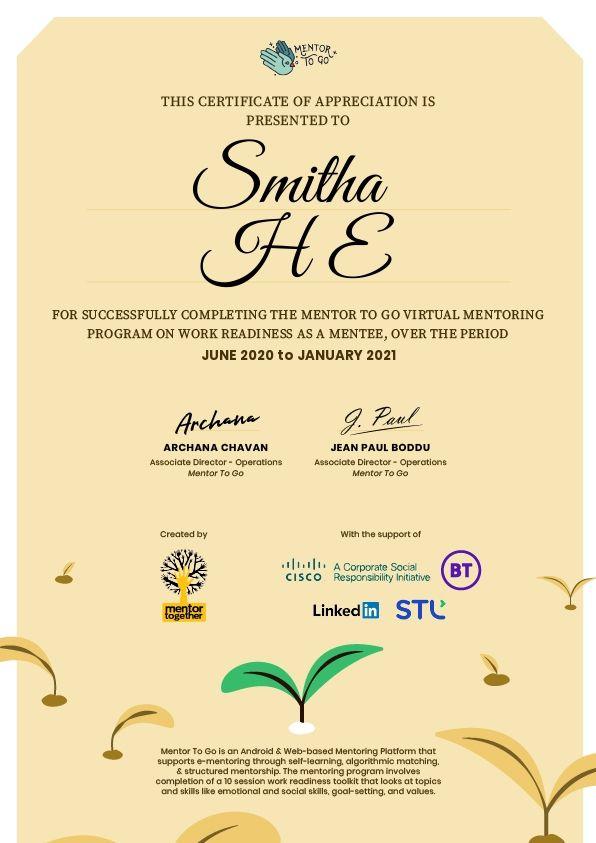 MENTOR
TO GO
THIS CERTIFICATE OF APPRECIATION IS
PRESENTED TO
Smitha
H E
FOR SUCCESSFULLY COMPLETING THE MENTOR TO GO VIRTUAL MENTORING
PROGRAM ON WORK READINESS AS A MENTEE, OVER THE PERIOD
JUNE 2020 to JANUARY 2021
Archana
J. Paul
ARCHANA CHAVAN
JEAN PAUL BODDU
Associate Director - Operations
Associate Director - Operations
Mentor To Go
Mentor To Go
Created by
With the support of
mentor
together
CISCO
A Corporate Social
Responsibility Initiative
BT
Linkedin
STL
Mentor To Go is an Android & Web-based Mentoring Platform that
supports e-mentoring through self-learning, algorithmic matching,
& structured mentorship. The mentoring program involves
completion of a 10 session work readiness toolkit that looks at topics
and skills like emotional and social skills, goal-setting, and values.